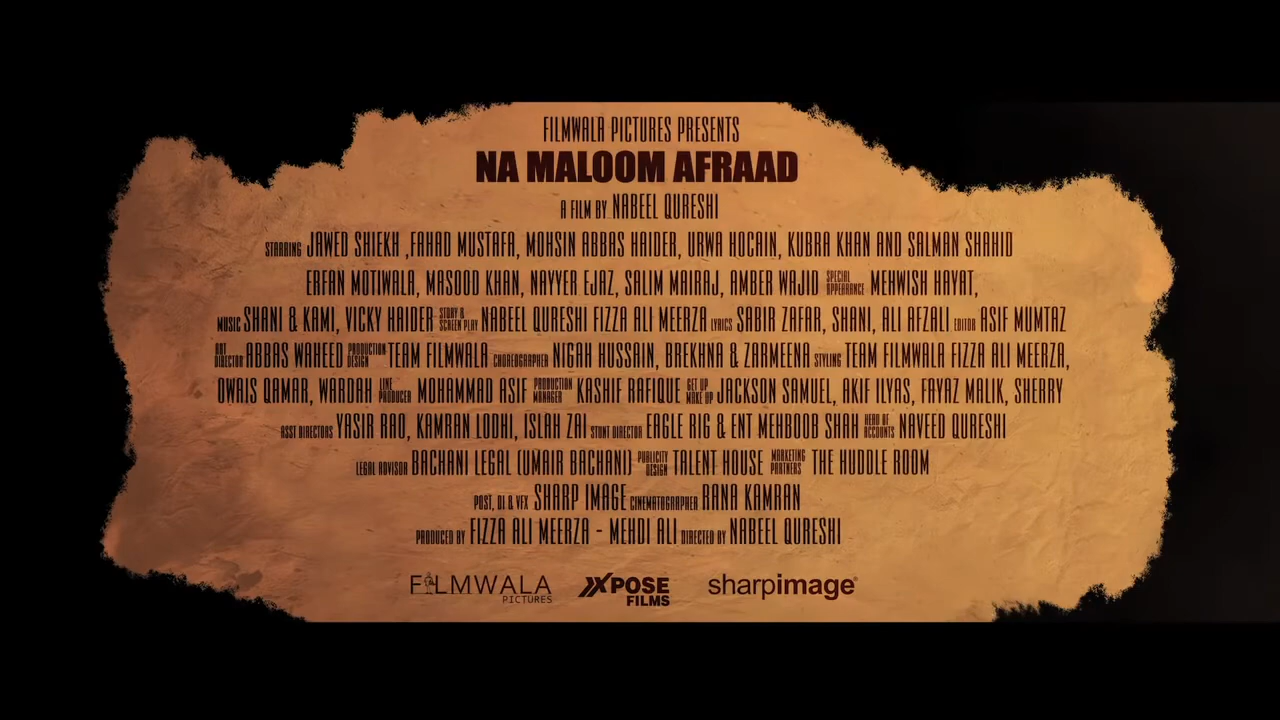 FILMWALA PICTURES PRESENTS
NA MALOOM AFRAAD
A FILM BY NABEEL QURESHI
STARRING JAWED SHIEKH ,FAHAD MUSTAFA, MOHSIN ABBAS HAIDER, URWA HOCAIN, KUBRA KHAN AND SALMAN SHAHID
ERFAN MOTIWALA, MASOOD KHAN, NAYYER EJAZ, SALIM MAIRAJ, AMBER WAJID SPECIAL APPEARANCE MEHWISH HAYAT,
MUSIC SHANI & KAMI, VICKY HAIDER STORY & SCREEN PLAY NABEEL QURESHI FIZZA ALI MEERZA LYRICS SABIR ZAFAR, SHANI, ALI AFZALI EDITOR ASIF MUMTAZ
ART DIRECTOR ABBAS WAHEED PRODUCTION DESIGN TEAM FILMWALA CHOREOGRAPHER NIGAH HUSSAIN, BREKHNA & ZARMEENA STYLING TEAM FILMWALA FIZZA ALI MEERZA,
OWAIS QAMAR, WARDAH LINE PRODUCER MOHAMMAD ASIF PRODUCTION MANAGER KASHIF RAFIQUE GET UP MAKE UP JACKSON SAMUEL, AKIF ILYAS, FAYAZ MALIK, SHERRY
ASST DIRECTORS YASIR RAO, KAMRAN LODHI, ISLAH ZAI STUNT DIRECTOR EAGLE RIG & ENT MEHBOOB SHAH HEAD OF ACCOUNTS NAVEED QURESHI
LEGAL ADVISOR BACHANI LEGAL (UMAIR BACHANI) PUBLICITY DESIGN TALENT HOUSE MARKETING PARTNERS THE HUDDLE ROOM
POST, DI & VFX SHARP IMAGE CINEMATOGRAPHER RANA KAMRAN
PRODUCED BY FIZZA ALI MEERZA - MEHDI ALI DIRECTED BY NABEEL QURESHI
FILMWALA PICTURES XPOSE FILMS sharpimage®